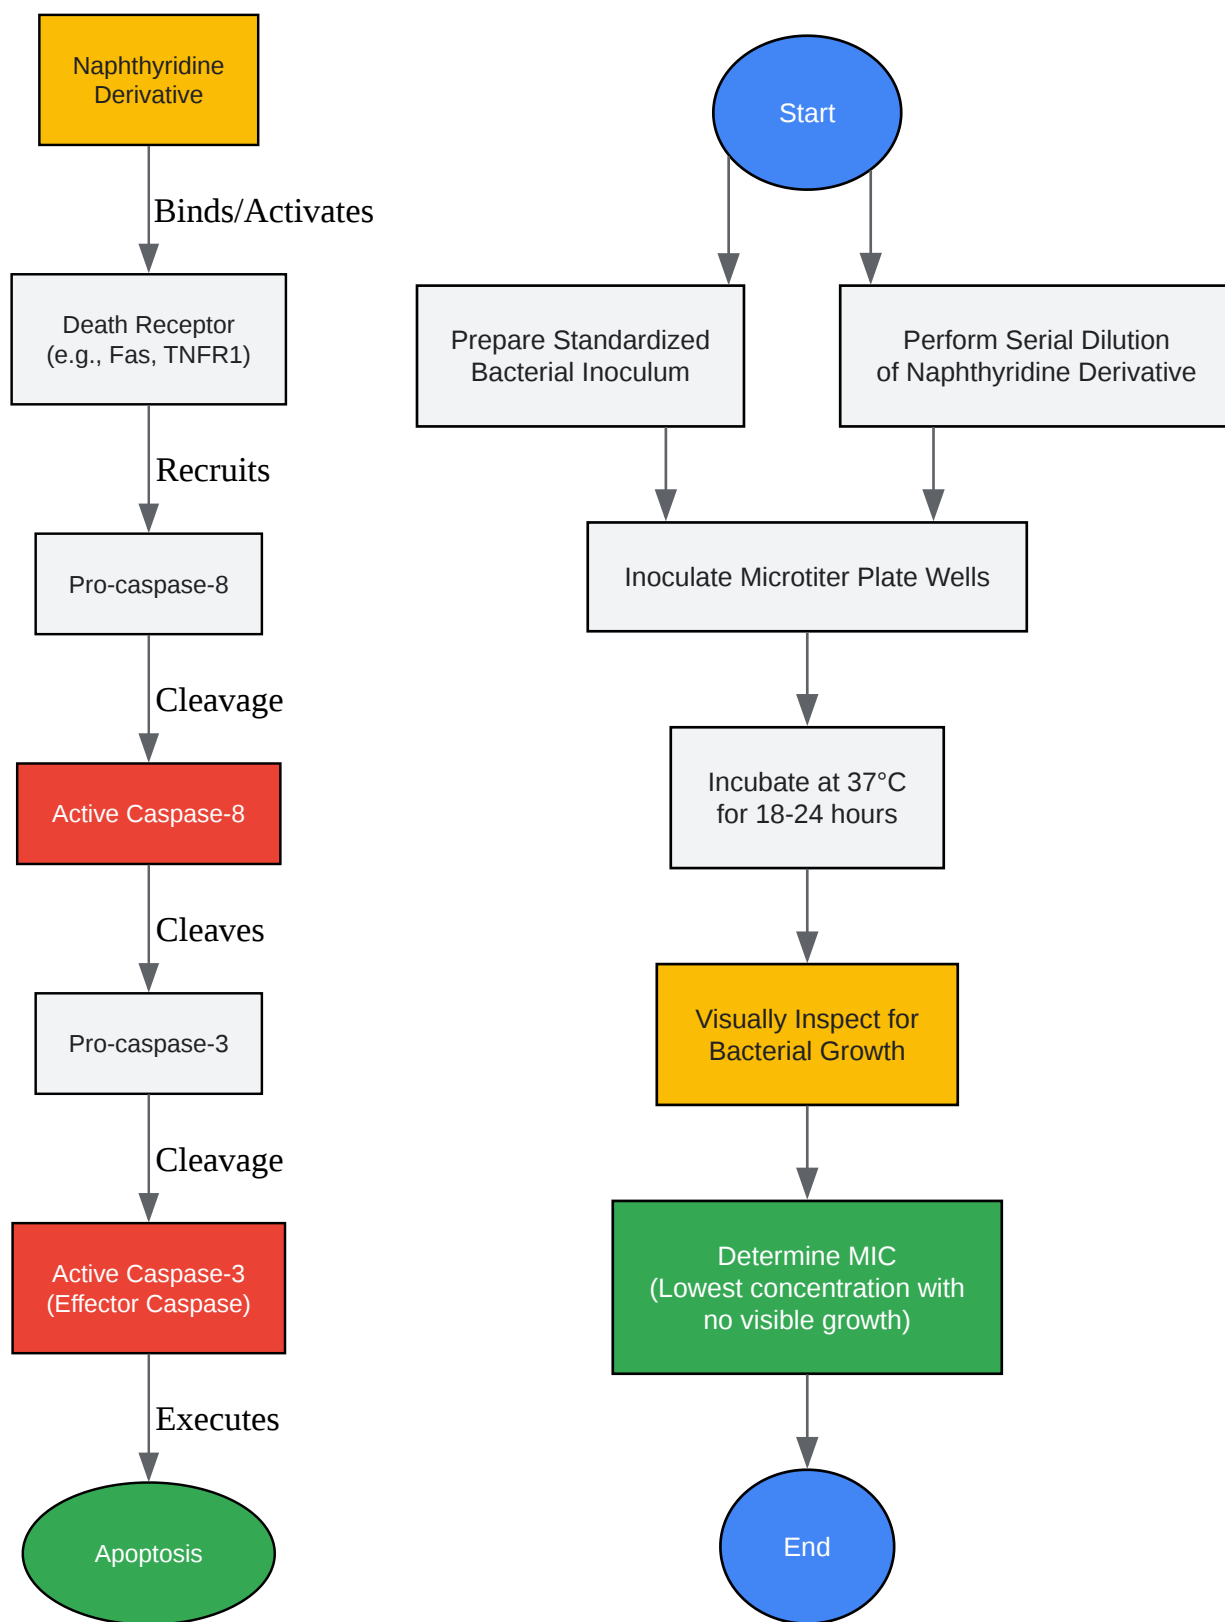 Naphthyridine
Derivative
Binds/Activates
Death Receptor
(e.g., Fas, TNFR1)
Recruits
Pro-caspase-8
Cleavage
Active Caspase-8
Cleaves
Pro-caspase-3
Cleavage
Active Caspase-3
(Effector Caspase)
Executes
Apoptosis
Start
Prepare Standardized
Bacterial Inoculum
Perform Serial Dilution
of Naphthyridine Derivative
Inoculate Microtiter Plate Wells
Incubate at 37°C
for 18-24 hours
Visually Inspect for
Bacterial Growth
Determine MIC
(Lowest concentration with
no visible growth)
End